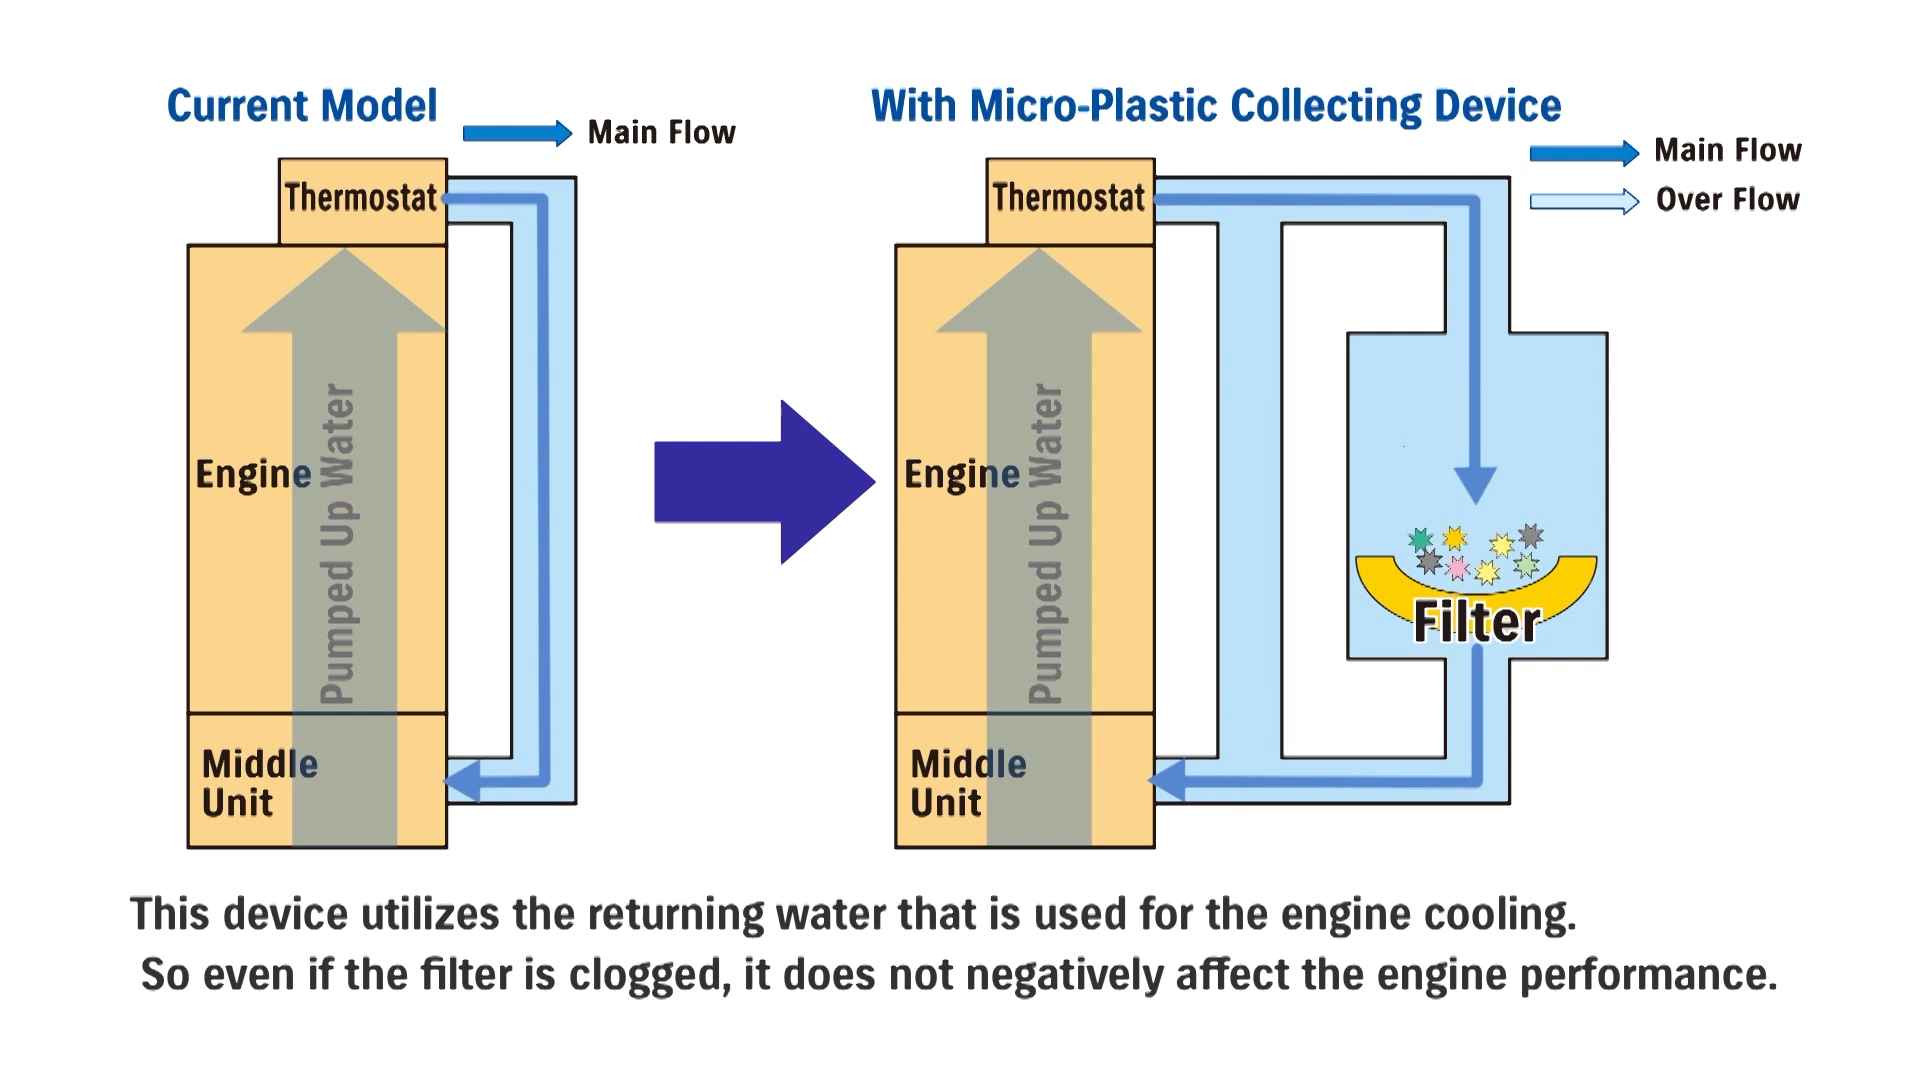 Current Model
Main Flow
Thermostat
Engine
Pumped Up Water
Middle
Unit
With Micro-Plastic Collecting Device
Main Flow
Over Flow
Thermostat
Engine
Pumped Up Water
Middle
Unit
Filter
This device utilizes the returning water that is used for the engine cooling.
So even if the filter is clogged, it does not negatively affect the engine performance.